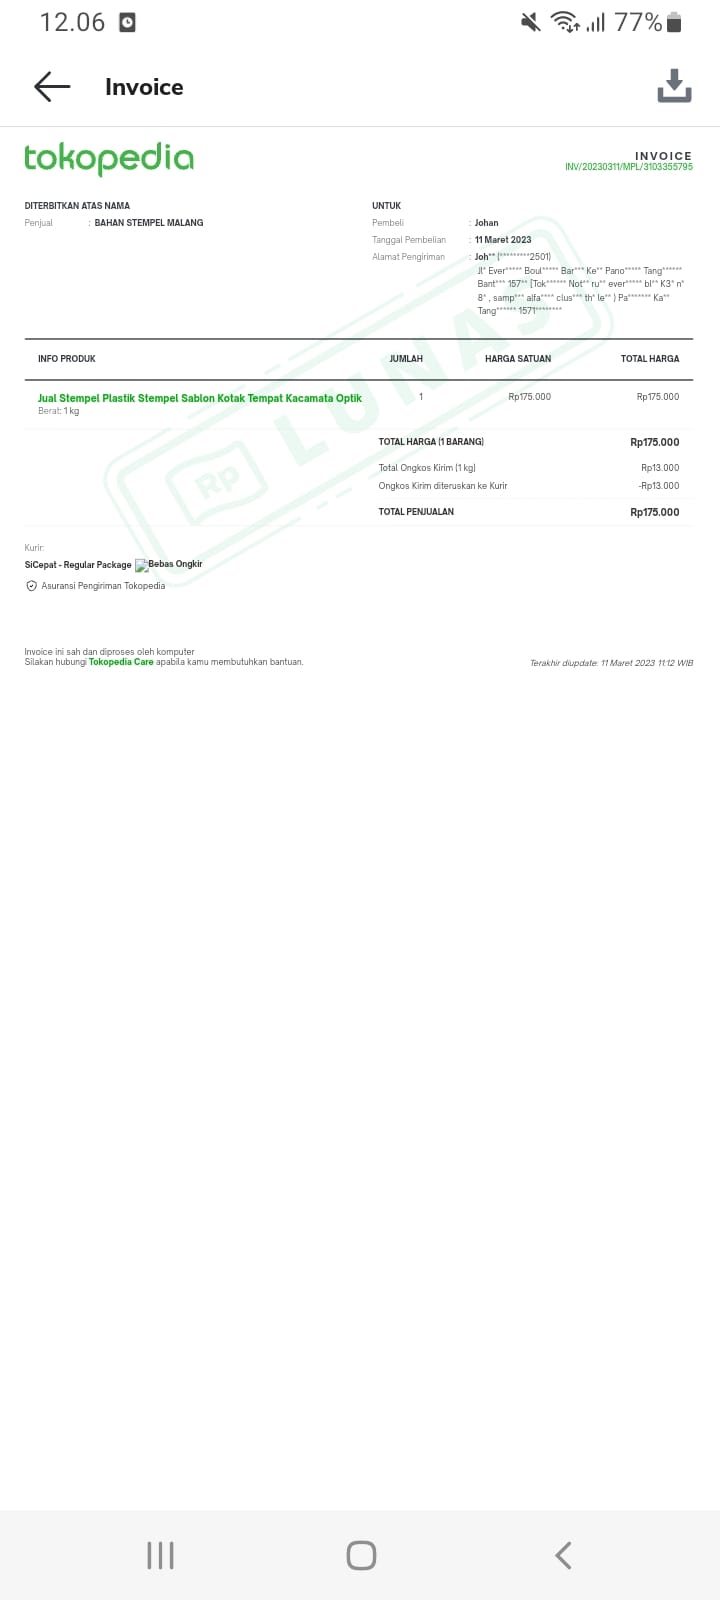 12.06
77%
Invoice
tokopedia
INVOICE
INV/20230311/MPL/3103355795
DITERBITKAN ATAS NAMA
Penjual : BAHAN STEMPEL MALANG
UNTUK
Pembeli : Johan
Tanggal Pembelian : 11 Maret 2023
Alamat Pengiriman : Joh** (*********2501)
Jl* Ever***** Boul***** Bar*** Ke** Pano***** Tang******
Bant*** 157** [Tok****** Not** ru** ever***** bl** K3* n*
8* , samp*** alfa**** clus*** th* le** ) Pa******* Ka**
Tang****** 1571********
INFO PRODUK JUMLAH HARGA SATUAN TOTAL HARGA
Jual Stempel Plastik Stempel Sablon Kotak Tempat Kacamata Optik 1 Rp175.000 Rp175.000
Berat: 1 kg
TOTAL HARGA (1 BARANG) Rp175.000
Total Ongkos Kirim (1 kg) Rp13.000
Ongkos Kirim diteruskan ke Kurir -Rp13.000
TOTAL PENJUALAN Rp175.000
Rp LUNAS
Kurir:
SiCepat - Regular Package Bebas Ongkir
Asuransi Pengiriman Tokopedia
Invoice ini sah dan diproses oleh komputer
Silakan hubungi Tokopedia Care apabila kamu membutuhkan bantuan.
Terakhir diupdate: 11 Maret 2023 11:12 WIB